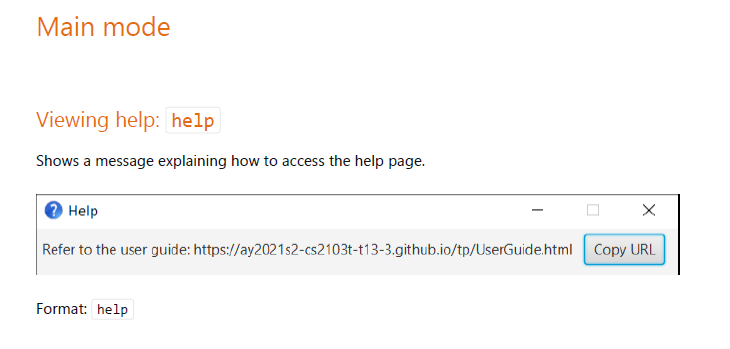 Main mode
Viewing help: help
Shows a message explaining how to access the help page.
Help
Refer to the user guide: https://ay2021s2-cs2103t-t13-3.github.io/tp/UserGuide.html Copy URL
Format: help